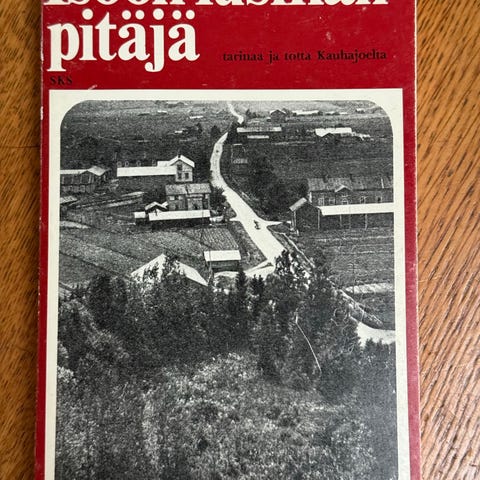 pitäjä
tarinaa ja totta Kauhajoelta
SKS